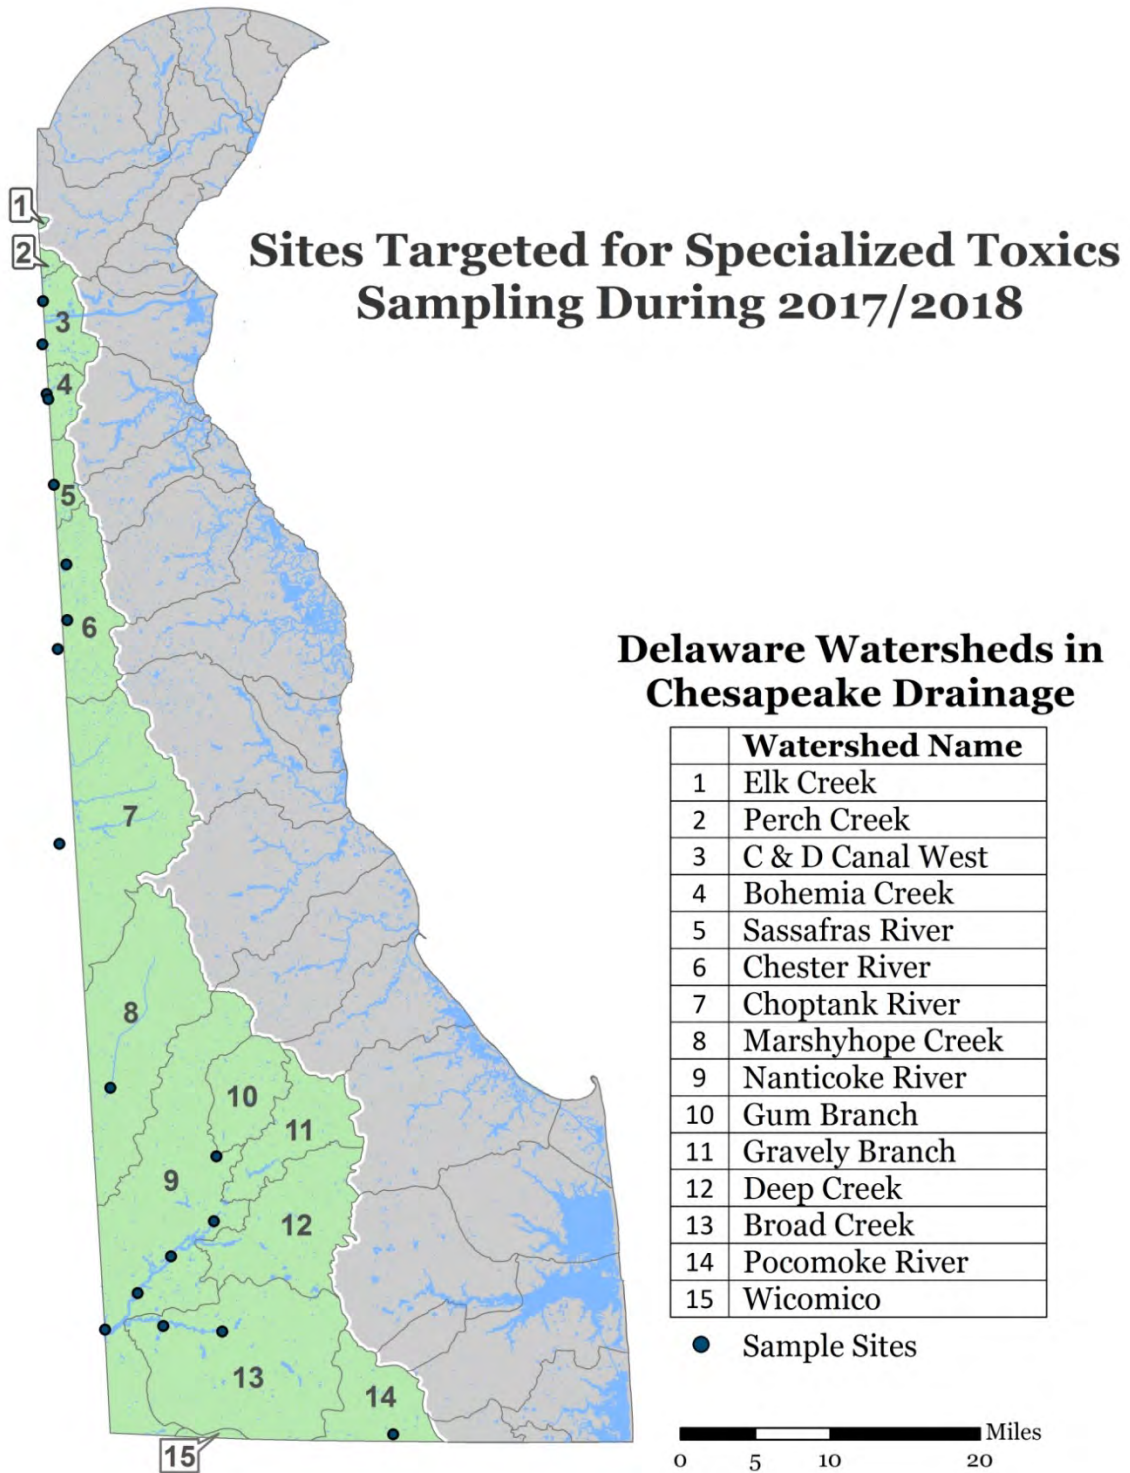 Sites Targeted for Specialized Toxics
Sampling During 2017/2018
1
2
3
4
5
6
7
8
9
10
11
12
13
14
15
Delaware Watersheds in
Chesapeake Drainage
Watershed Name
1 Elk Creek
2 Perch Creek
3 C & D Canal West
4 Bohemia Creek
5 Sassafras River
6 Chester River
7 Choptank River
8 Marshyhope Creek
9 Nanticoke River
10 Gum Branch
11 Gravely Branch
12 Deep Creek
13 Broad Creek
14 Pocomoke River
15 Wicomico
Sample Sites
Miles
0 5 10 20